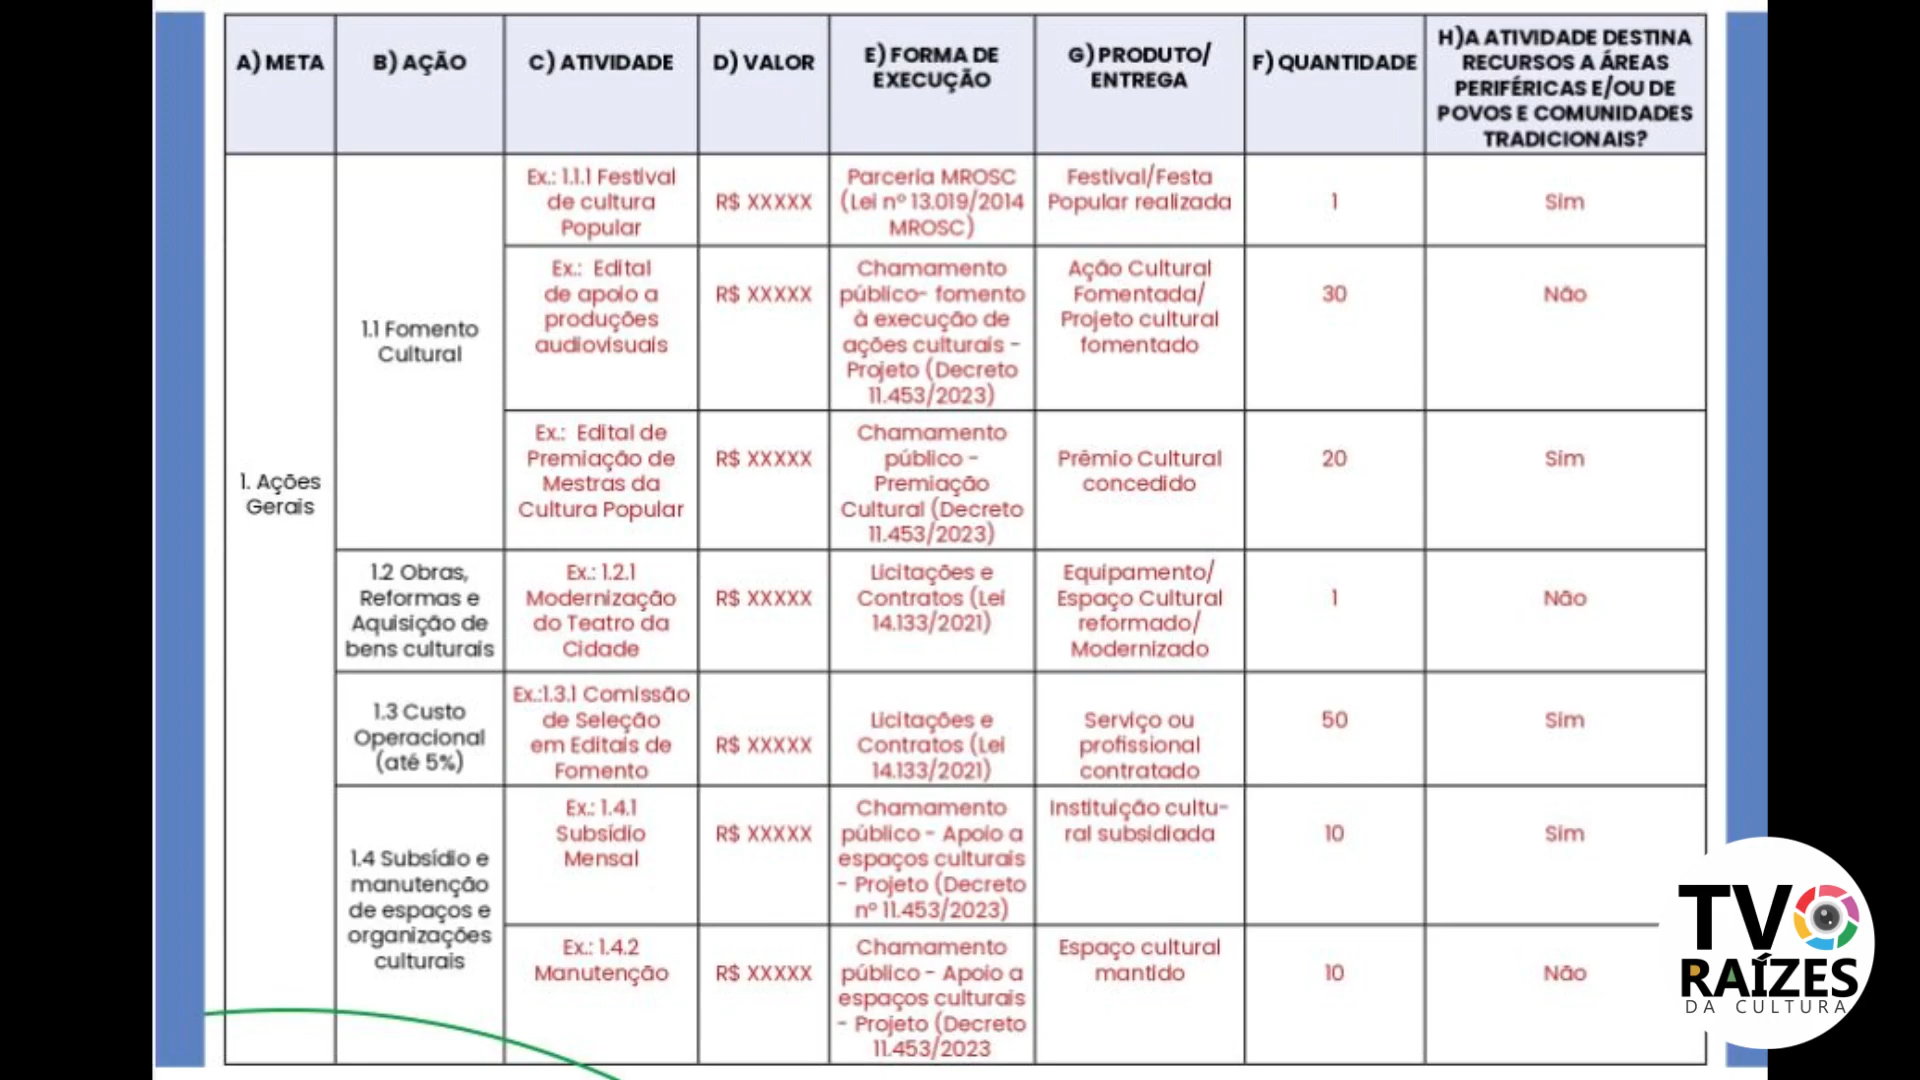 A) META
B) AÇÃO
C) ATIVIDADE
D) VALOR
E) FORMA DE
EXECUÇÃO
G) PRODUTO/
ENTREGA
F) QUANTIDADE
H)A ATIVIDADE DESTINA
RECURSOS A ÁREAS
PERIFÉRICAS E/OU DE
POVOS E COMUNIDADES
TRADICIONAIS?
1. Ações
Gerais
1.1 Fomento
Cultural
Ex.: 1.1.1 Festival
de cultura
Popular
R$ XXXXX
Parceria MROSC
(Lei nº 13.019/2014
MROSC)
Festival/Festa
Popular realizada
1
Sim
Ex.: Edital
de apoio a
produções
audiovisuais
R$ XXXXX
Chamamento
público- fomento
à execução de
ações culturais -
Projeto (Decreto
11.453/2023)
Ação Cultural
Fomentada/
Projeto cultural
fomentado
30
Não
Ex.: Edital de
Premiação de
Mestras da
Cultura Popular
R$ XXXXX
Chamamento
público -
Premiação
Cultural (Decreto
11.453/2023)
Prêmio Cultural
concedido
20
Sim
1.2 Obras,
Reformas e
Aquisição de
bens culturais
Ex.: 1.2.1
Modernização
do Teatro da
Cidade
R$ XXXXX
Licitações e
Contratos (Lei
14.133/2021)
Equipamento/
Espaço Cultural
reformado/
Modernizado
1
Não
1.3 Custo
Operacional
(até 5%)
Ex.:1.3.1 Comissão
de Seleção
em Editais de
Fomento
R$ XXXXX
Licitações e
Contratos (Lei
14.133/2021)
Serviço ou
profissional
contratado
50
Sim
1.4 Subsídio e
manutenção
de espaços e
organizações
culturais
Ex.: 1.4.1
Subsídio
Mensal
R$ XXXXX
Chamamento
público - Apoio a
espaços culturais
- Projeto (Decreto
nº 11.453/2023)
Instituição cultu-
ral subsidiada
10
Sim
Ex.: 1.4.2
Manutenção
R$ XXXXX
Chamamento
público - Apoio a
espaços culturais
- Projeto (Decreto
11.453/2023
Espaço cultural
mantido
10
Não
TV
RAÍZES
DA CULTURA